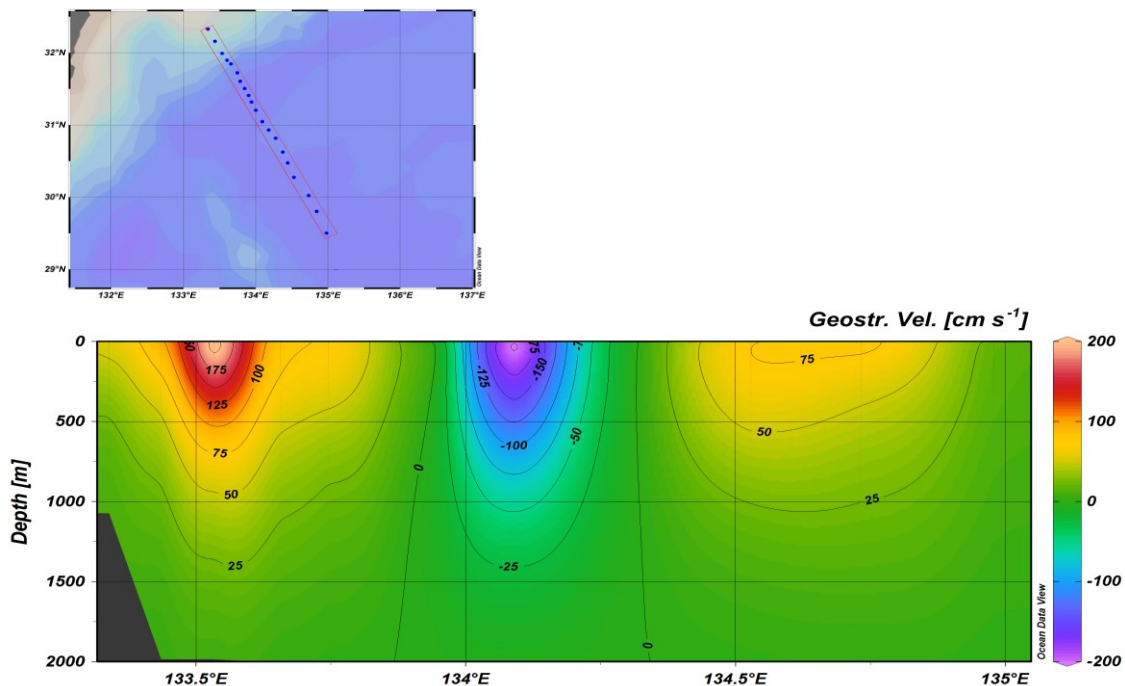 32°N
31°N
30°N
29°N
132°E
133°E
134°E
135°E
136°E
137°E
Ocean Data View
Geostr. Vel. [cm s⁻¹]
Depth [m]
0
500
1000
1500
2000
133.5°E
134°E
134.5°E
135°E
175
125
100
75
50
25
0
-125
-150
-100
-50
-25
0
75
50
25
200
100
0
-100
-200
Ocean Data View